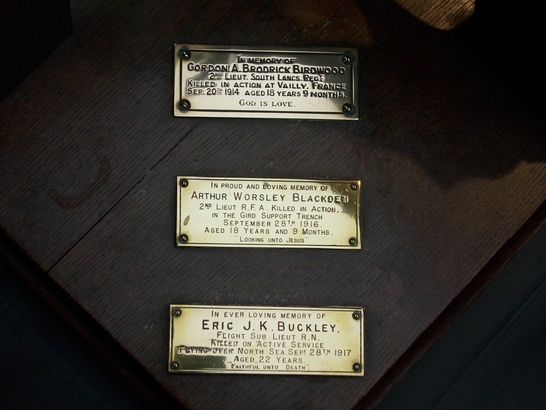 IN MEMORY OF
GORDON A. BRODRICK BIRDWOOD
2ND LIEUT. SOUTH LANCS. REGT.
KILLED IN ACTION AT VAILLY, FRANCE
SEP. 20TH 1914 AGED 18 YEARS 9 MONTHS.
GOD IS LOVE.
IN PROUD AND LOVING MEMORY OF
ARTHUR WORSLEY BLACKDEN
2ND LIEUT R.F.A. KILLED IN ACTION,
IN THE GIRD SUPPORT TRENCH
SEPTEMBER 28TH 1916.
AGED 18 YEARS AND 9 MONTHS.
"LOOKING UNTO JESUS"
IN EVER LOVING MEMORY OF
ERIC J. K. BUCKLEY.
FLIGHT SUB LIEUT R.N.
KILLED ON ACTIVE SERVICE
FLYING OVER NORTH SEA SEPT 28TH 1917
AGED 22 YEARS.
"FAITHFUL UNTO DEATH"